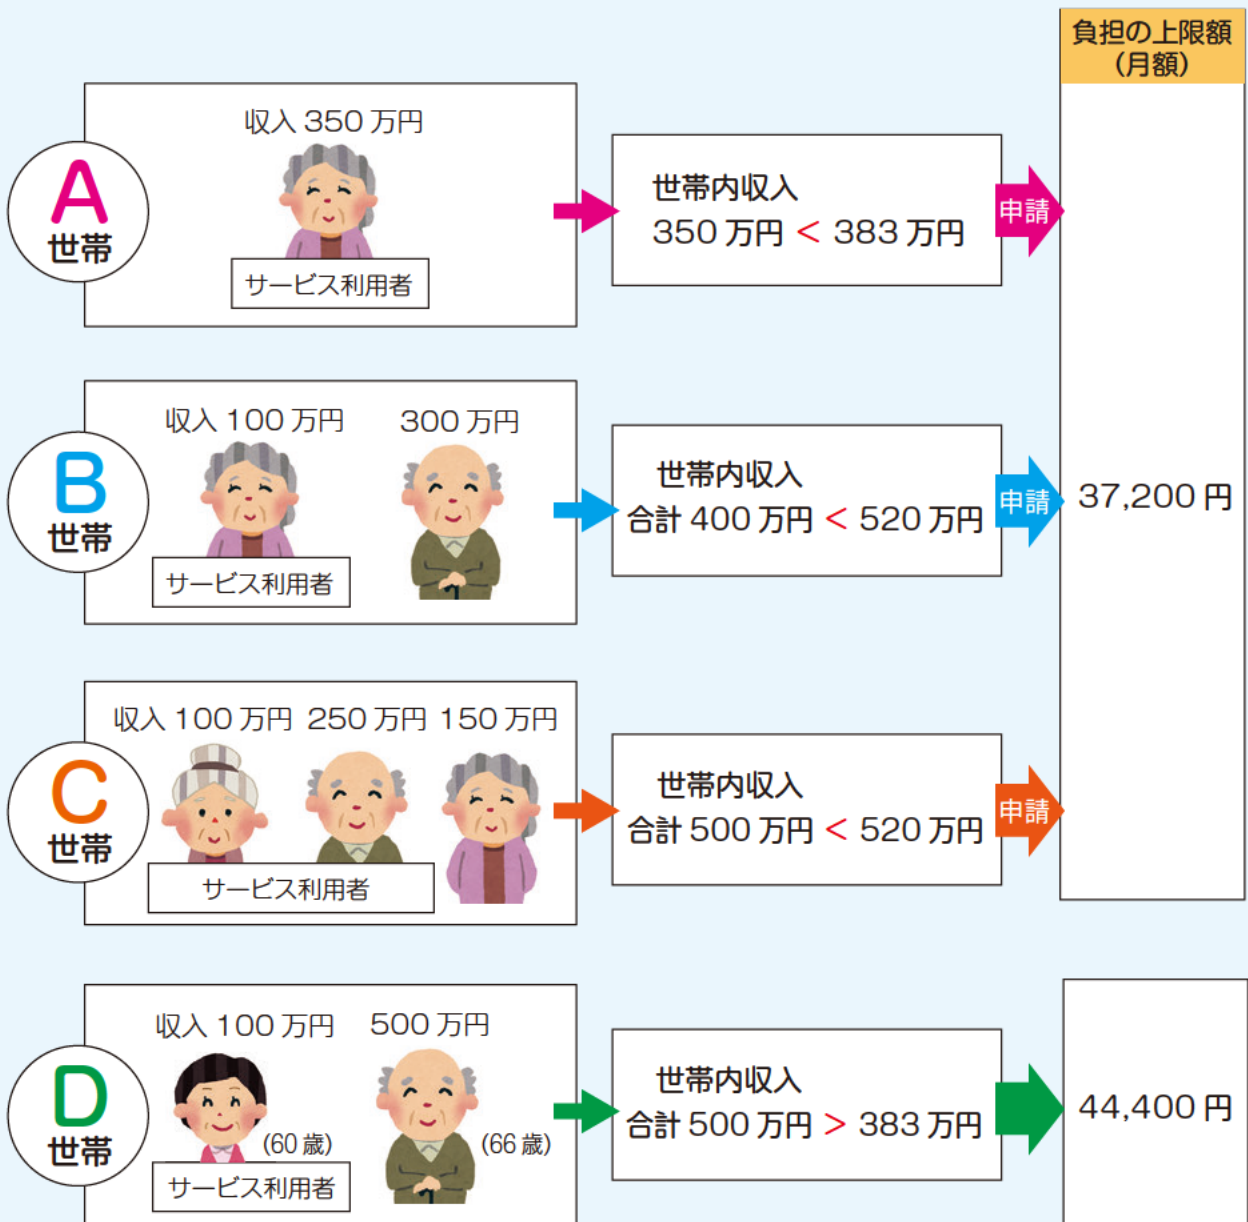 負担の上限額
（月額）
収入 350 万円
A
世帯
サービス利用者
世帯内収入
350 万円 < 383 万円
申請
収入 100 万円 300 万円
B
世帯
サービス利用者
世帯内収入
合計 400 万円 < 520 万円
申請
37,200 円
収入 100 万円 250 万円 150 万円
C
世帯
サービス利用者
世帯内収入
合計 500 万円 < 520 万円
申請
収入 100 万円 500 万円
D
世帯
(60 歳) (66 歳)
サービス利用者
世帯内収入
合計 500 万円 > 383 万円
44,400 円